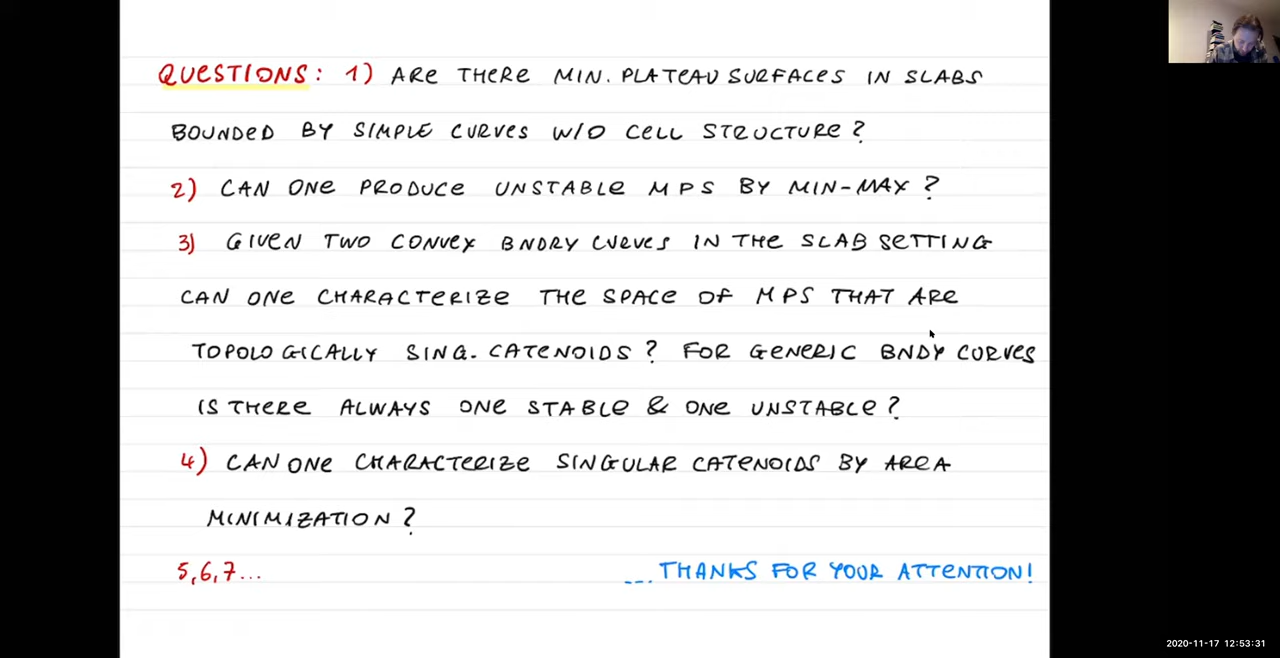 QUESTIONS: 1) ARE THERE MIN. PLATEAU SURFACES IN SLABS
BOUNDED BY SIMPLE CURVES W/O CELL STRUCTURE?
2) CAN ONE PRODUCE UNSTABLE MPS BY MIN-MAX?
3) GIVEN TWO CONVEX BNDRY CURVES IN THE SLAB SETTING
CAN ONE CHARACTERIZE THE SPACE OF MPS THAT ARE
TOPOLOGICALLY SING. CATENOIDS? FOR GENERIC BNDY CURVES
IS THERE ALWAYS ONE STABLE & ONE UNSTABLE?
4) CAN ONE CHARACTERIZE SINGULAR CATENOIDS BY AREA
MINIMIZATION?
5,6,7... ...THANKS FOR YOUR ATTENTION!
2020-11-17 12:53:31